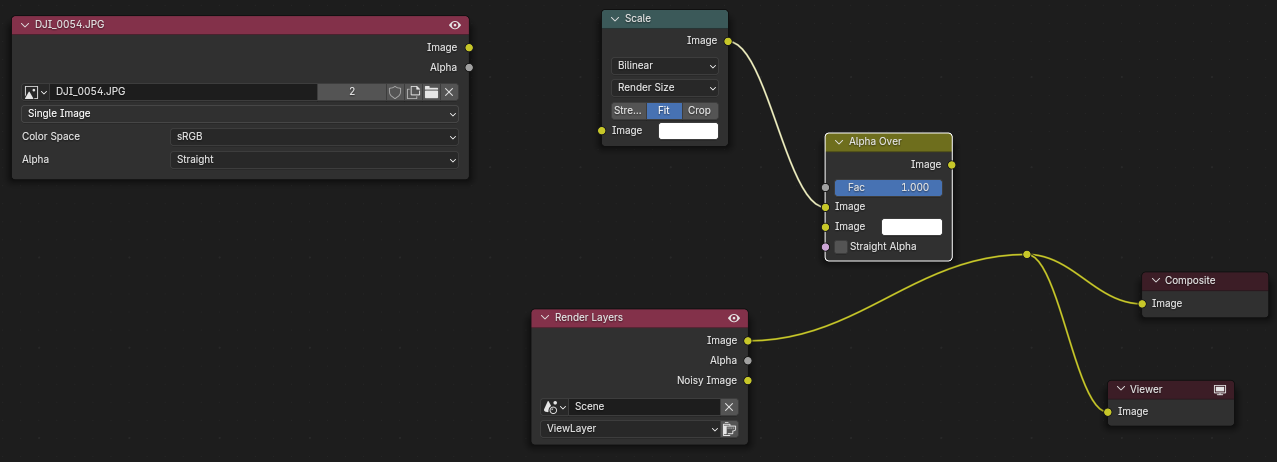 DJI_0054.JPG
Image
Alpha
DJI_0054.JPG 2
Single Image
Color Space sRGB
Alpha Straight
Scale
Image
Bilinear
Render Size
Stre... Fit Crop
Image
Alpha Over
Image
Fac 1.000
Image
Image
Straight Alpha
Render Layers
Image
Alpha
Noisy Image
Scene
ViewLayer
Composite
Image
Viewer
Image